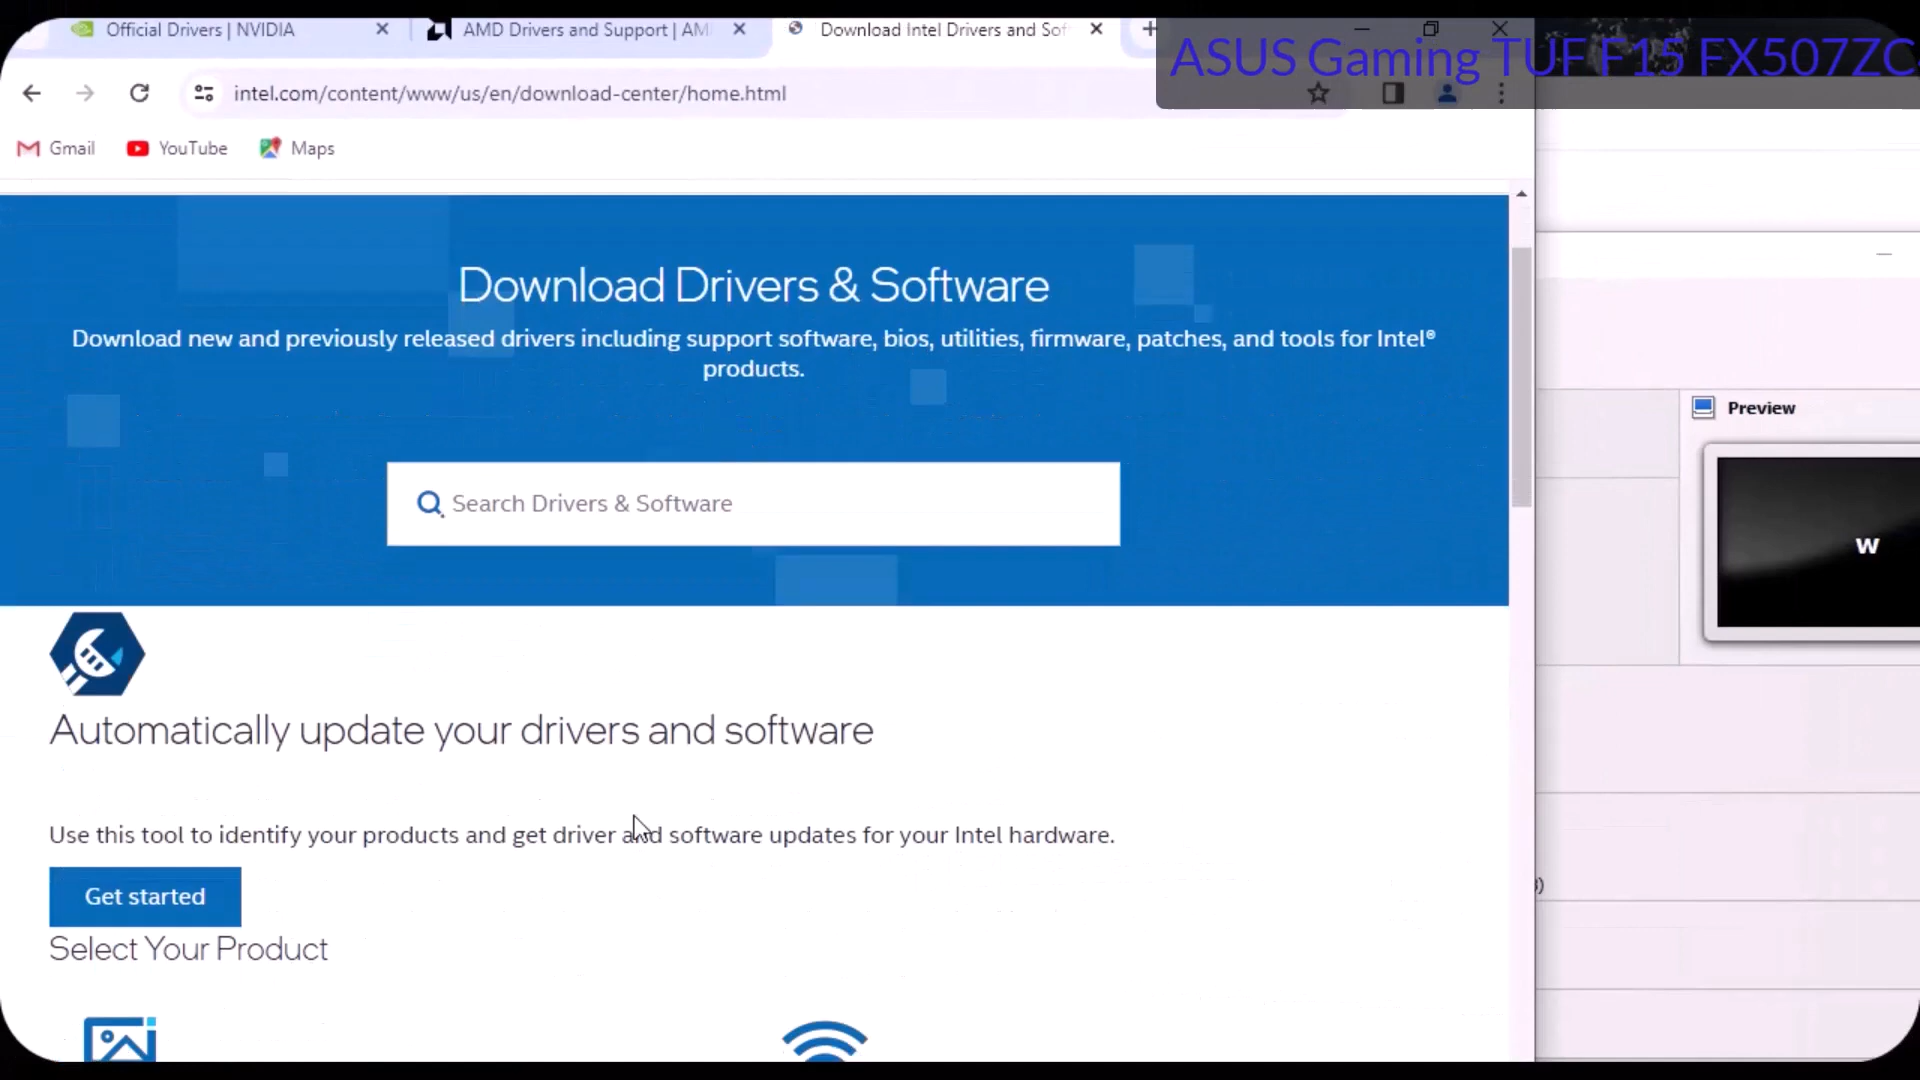 Official Drivers | NVIDIA
AMD Drivers and Support | AM
Download Intel Drivers and Sof
ASUS Gaming TUF F15 FX507ZC
intel.com/content/www/us/en/download-center/home.html
Gmail
YouTube
Maps
Download Drivers & Software
Download new and previously released drivers including support software, bios, utilities, firmware, patches, and tools for Intel®
products.
Search Drivers & Software
Preview
W
Automatically update your drivers and software
Use this tool to identify your products and get driver and software updates for your Intel hardware.
Get started
Select Your Product